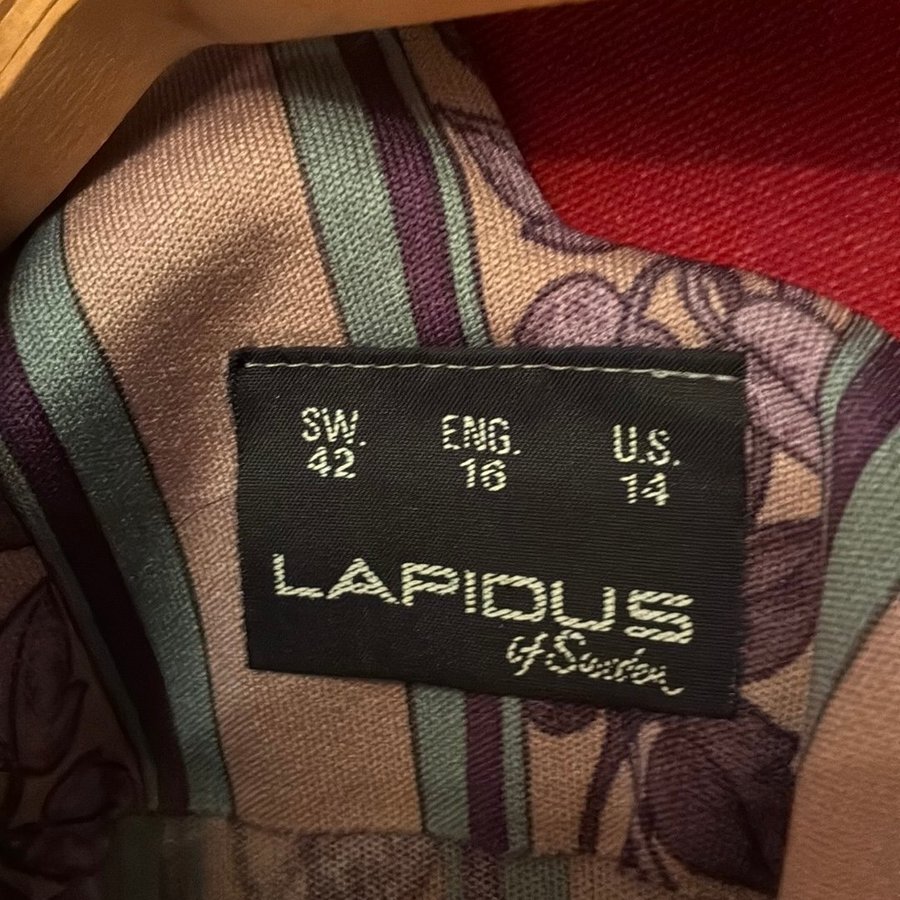 SW. ENG. U.S.
42 16 14
LAPIDUS
of Sweden